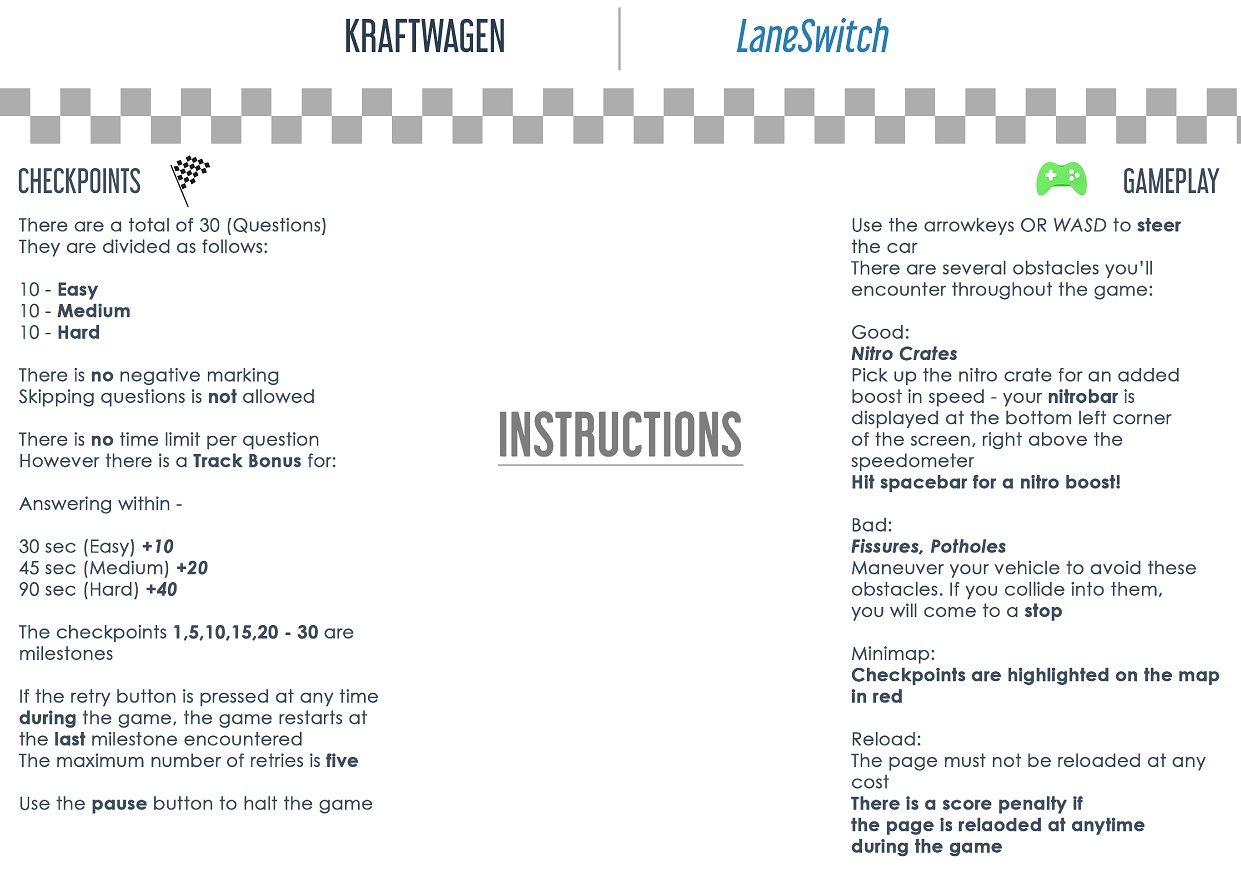 KRAFTWAGEN
LaneSwitch
CHECKPOINTS
There are a total of 30 (Questions)
They are divided as follows:
10 - Easy
10 - Medium
10 - Hard
There is no negative marking
Skipping questions is not allowed
There is no time limit per question
However there is a Track Bonus for:
Answering within -
30 sec (Easy) +10
45 sec (Medium) +20
90 sec (Hard) +40
The checkpoints 1,5,10,15,20 - 30 are
milestones
If the retry button is pressed at any time
during the game, the game restarts at
the last milestone encountered
The maximum number of retries is five
Use the pause button to halt the game
INSTRUCTIONS
GAMEPLAY
Use the arrowkeys OR WASD to steer
the car
There are several obstacles you'll
encounter throughout the game:
Good:
Nitro Crates
Pick up the nitro crate for an added
boost in speed - your nitrobar is
displayed at the bottom left corner
of the screen, right above the
speedometer
Hit spacebar for a nitro boost!
Bad:
Fissures, Potholes
Maneuver your vehicle to avoid these
obstacles. If you collide into them,
you will come to a stop
Minimap:
Checkpoints are highlighted on the map
in red
Reload:
The page must not be reloaded at any
cost
There is a score penalty if
the page is relaoded at anytime
during the game